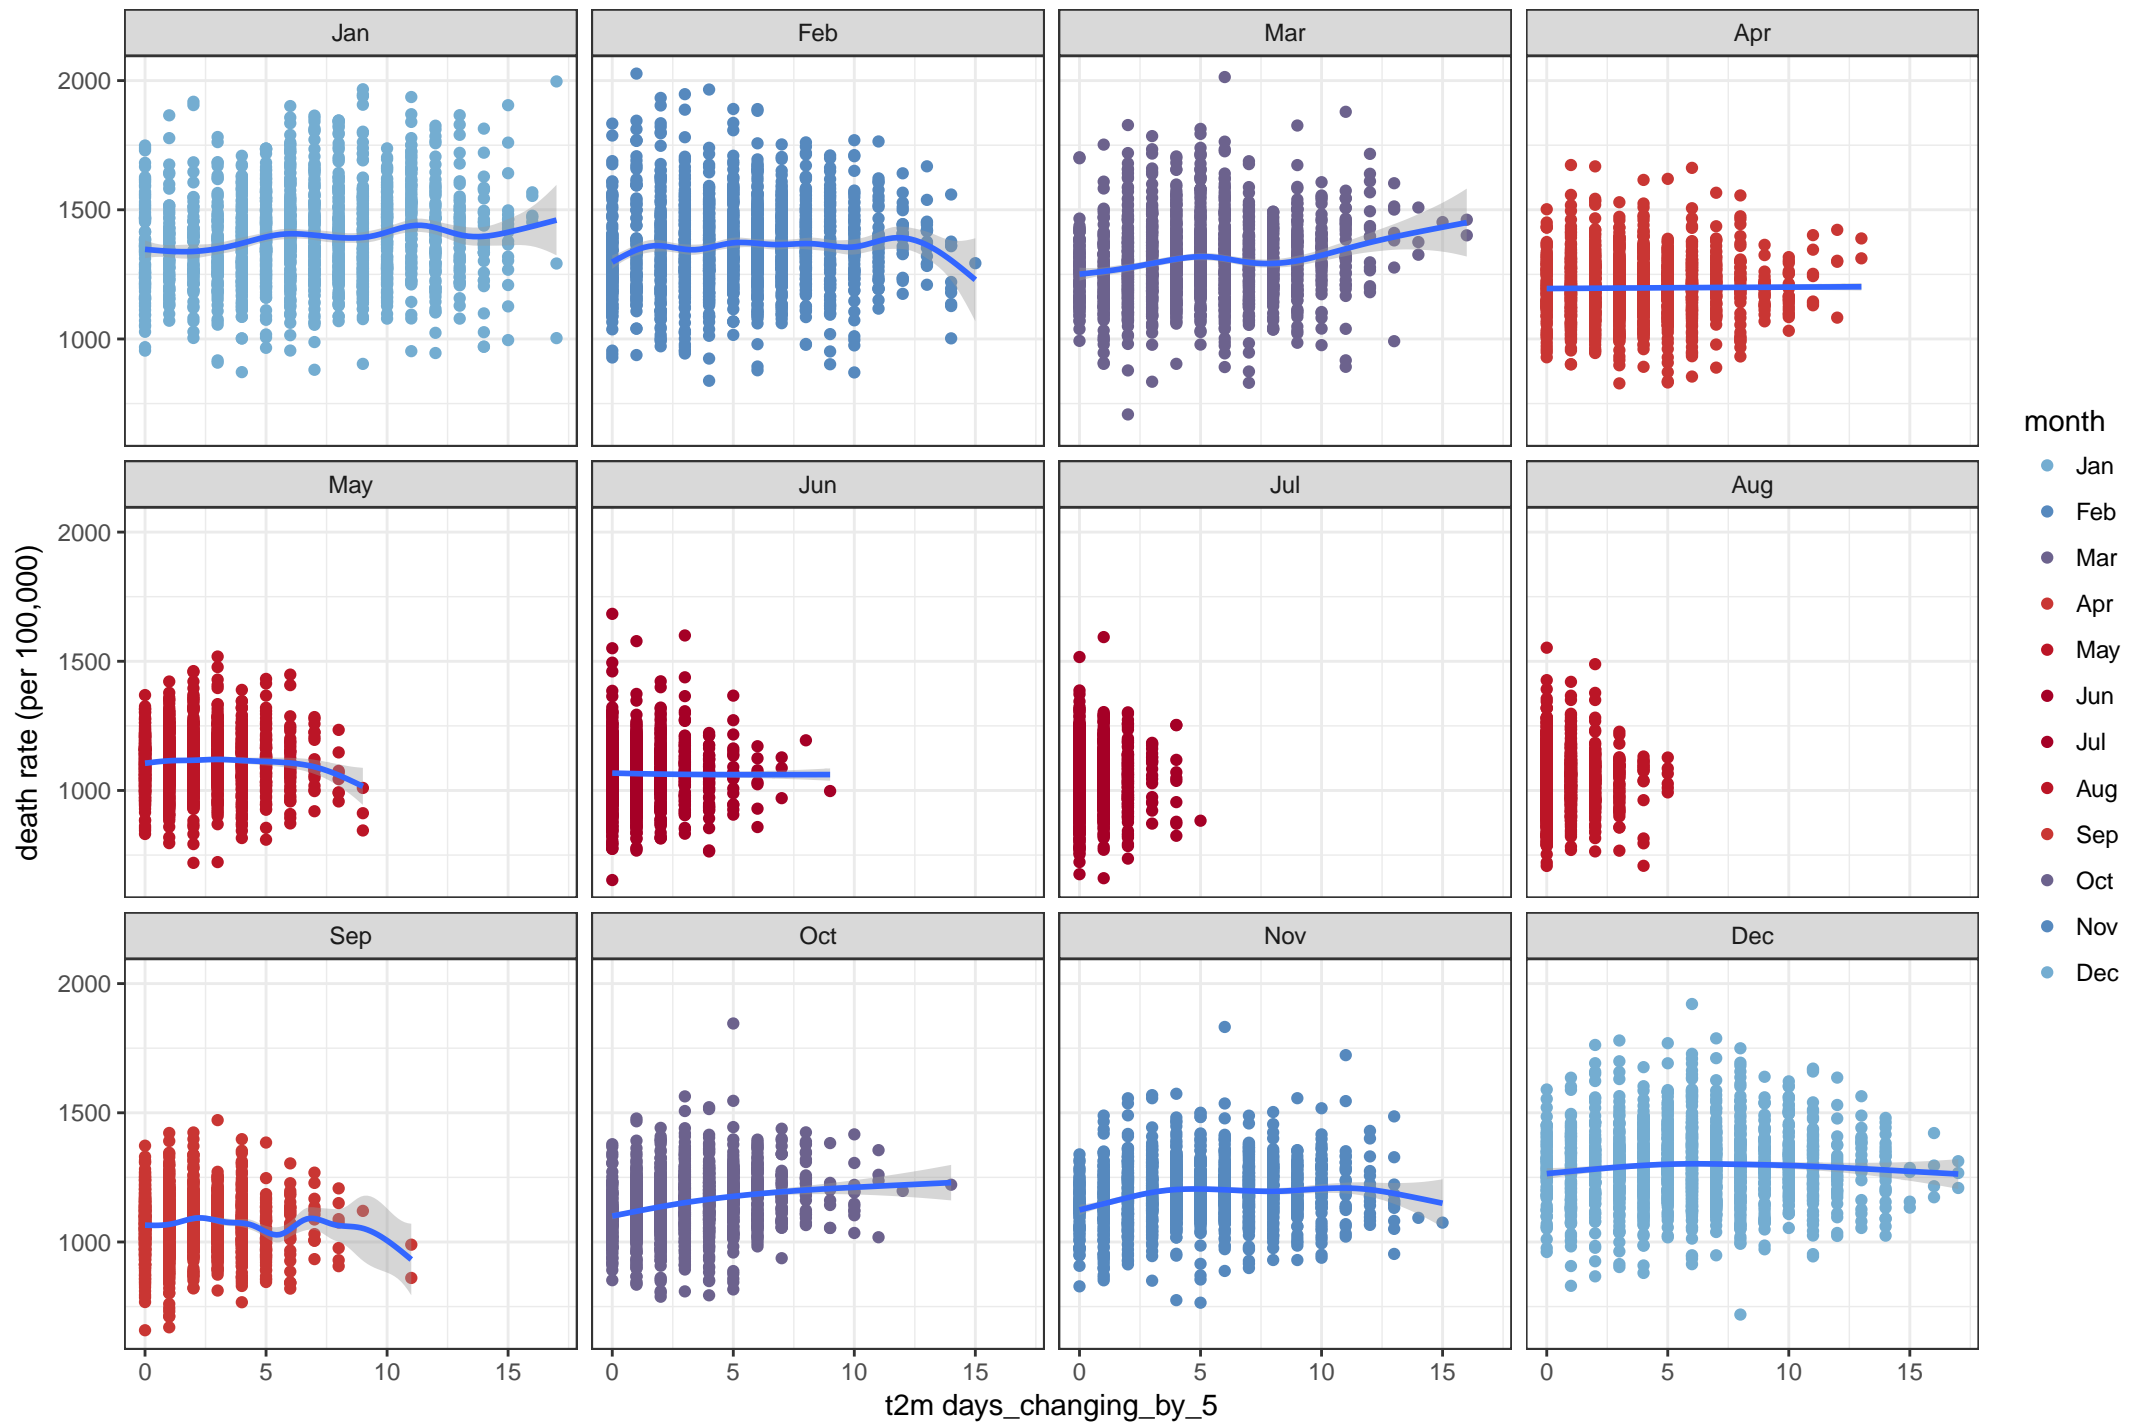 Jan Feb Mar Apr
2000
1500
1000
May Jun Jul Aug
2000
1500
1000
Sep Oct Nov Dec
2000
1500
1000
0 5 10 15 0 5 10 15 0 5 10 15 0 5 10 15
t2m days_changing_by_5
death rate (per 100,000)
month
Jan
Feb
Mar
Apr
May
Jun
Jul
Aug
Sep
Oct
Nov
Dec